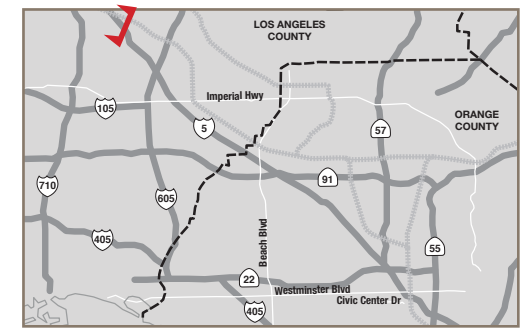 LOS ANGELES
COUNTY
Imperial Hwy
105
5
57
ORANGE
COUNTY
91
710
605
405
55
Beach Blvd
22
Westminster Blvd
Civic Center Dr
405